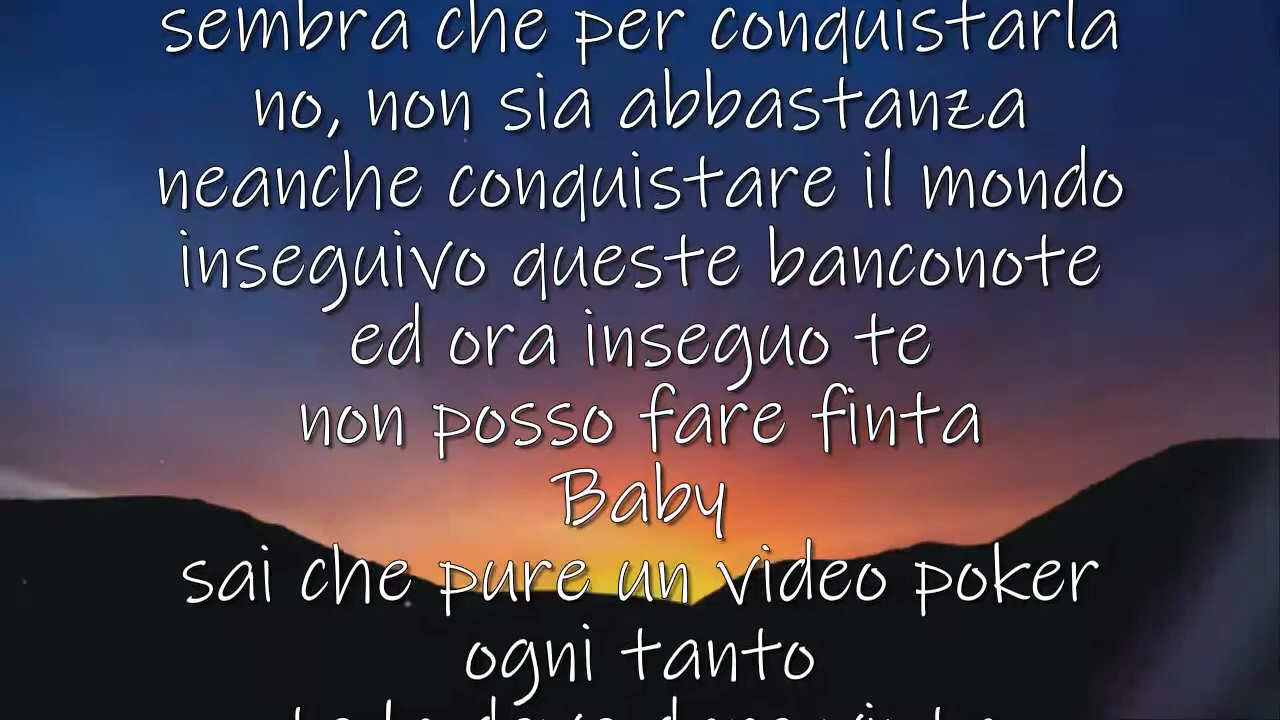 sembra che per conquistarla
no, non sia abbastanza
neanche conquistare il mondo
inseguivo queste banconote
ed ora inseguo te
non posso fare finta
Baby
sai che pure un video poker
ogni tanto